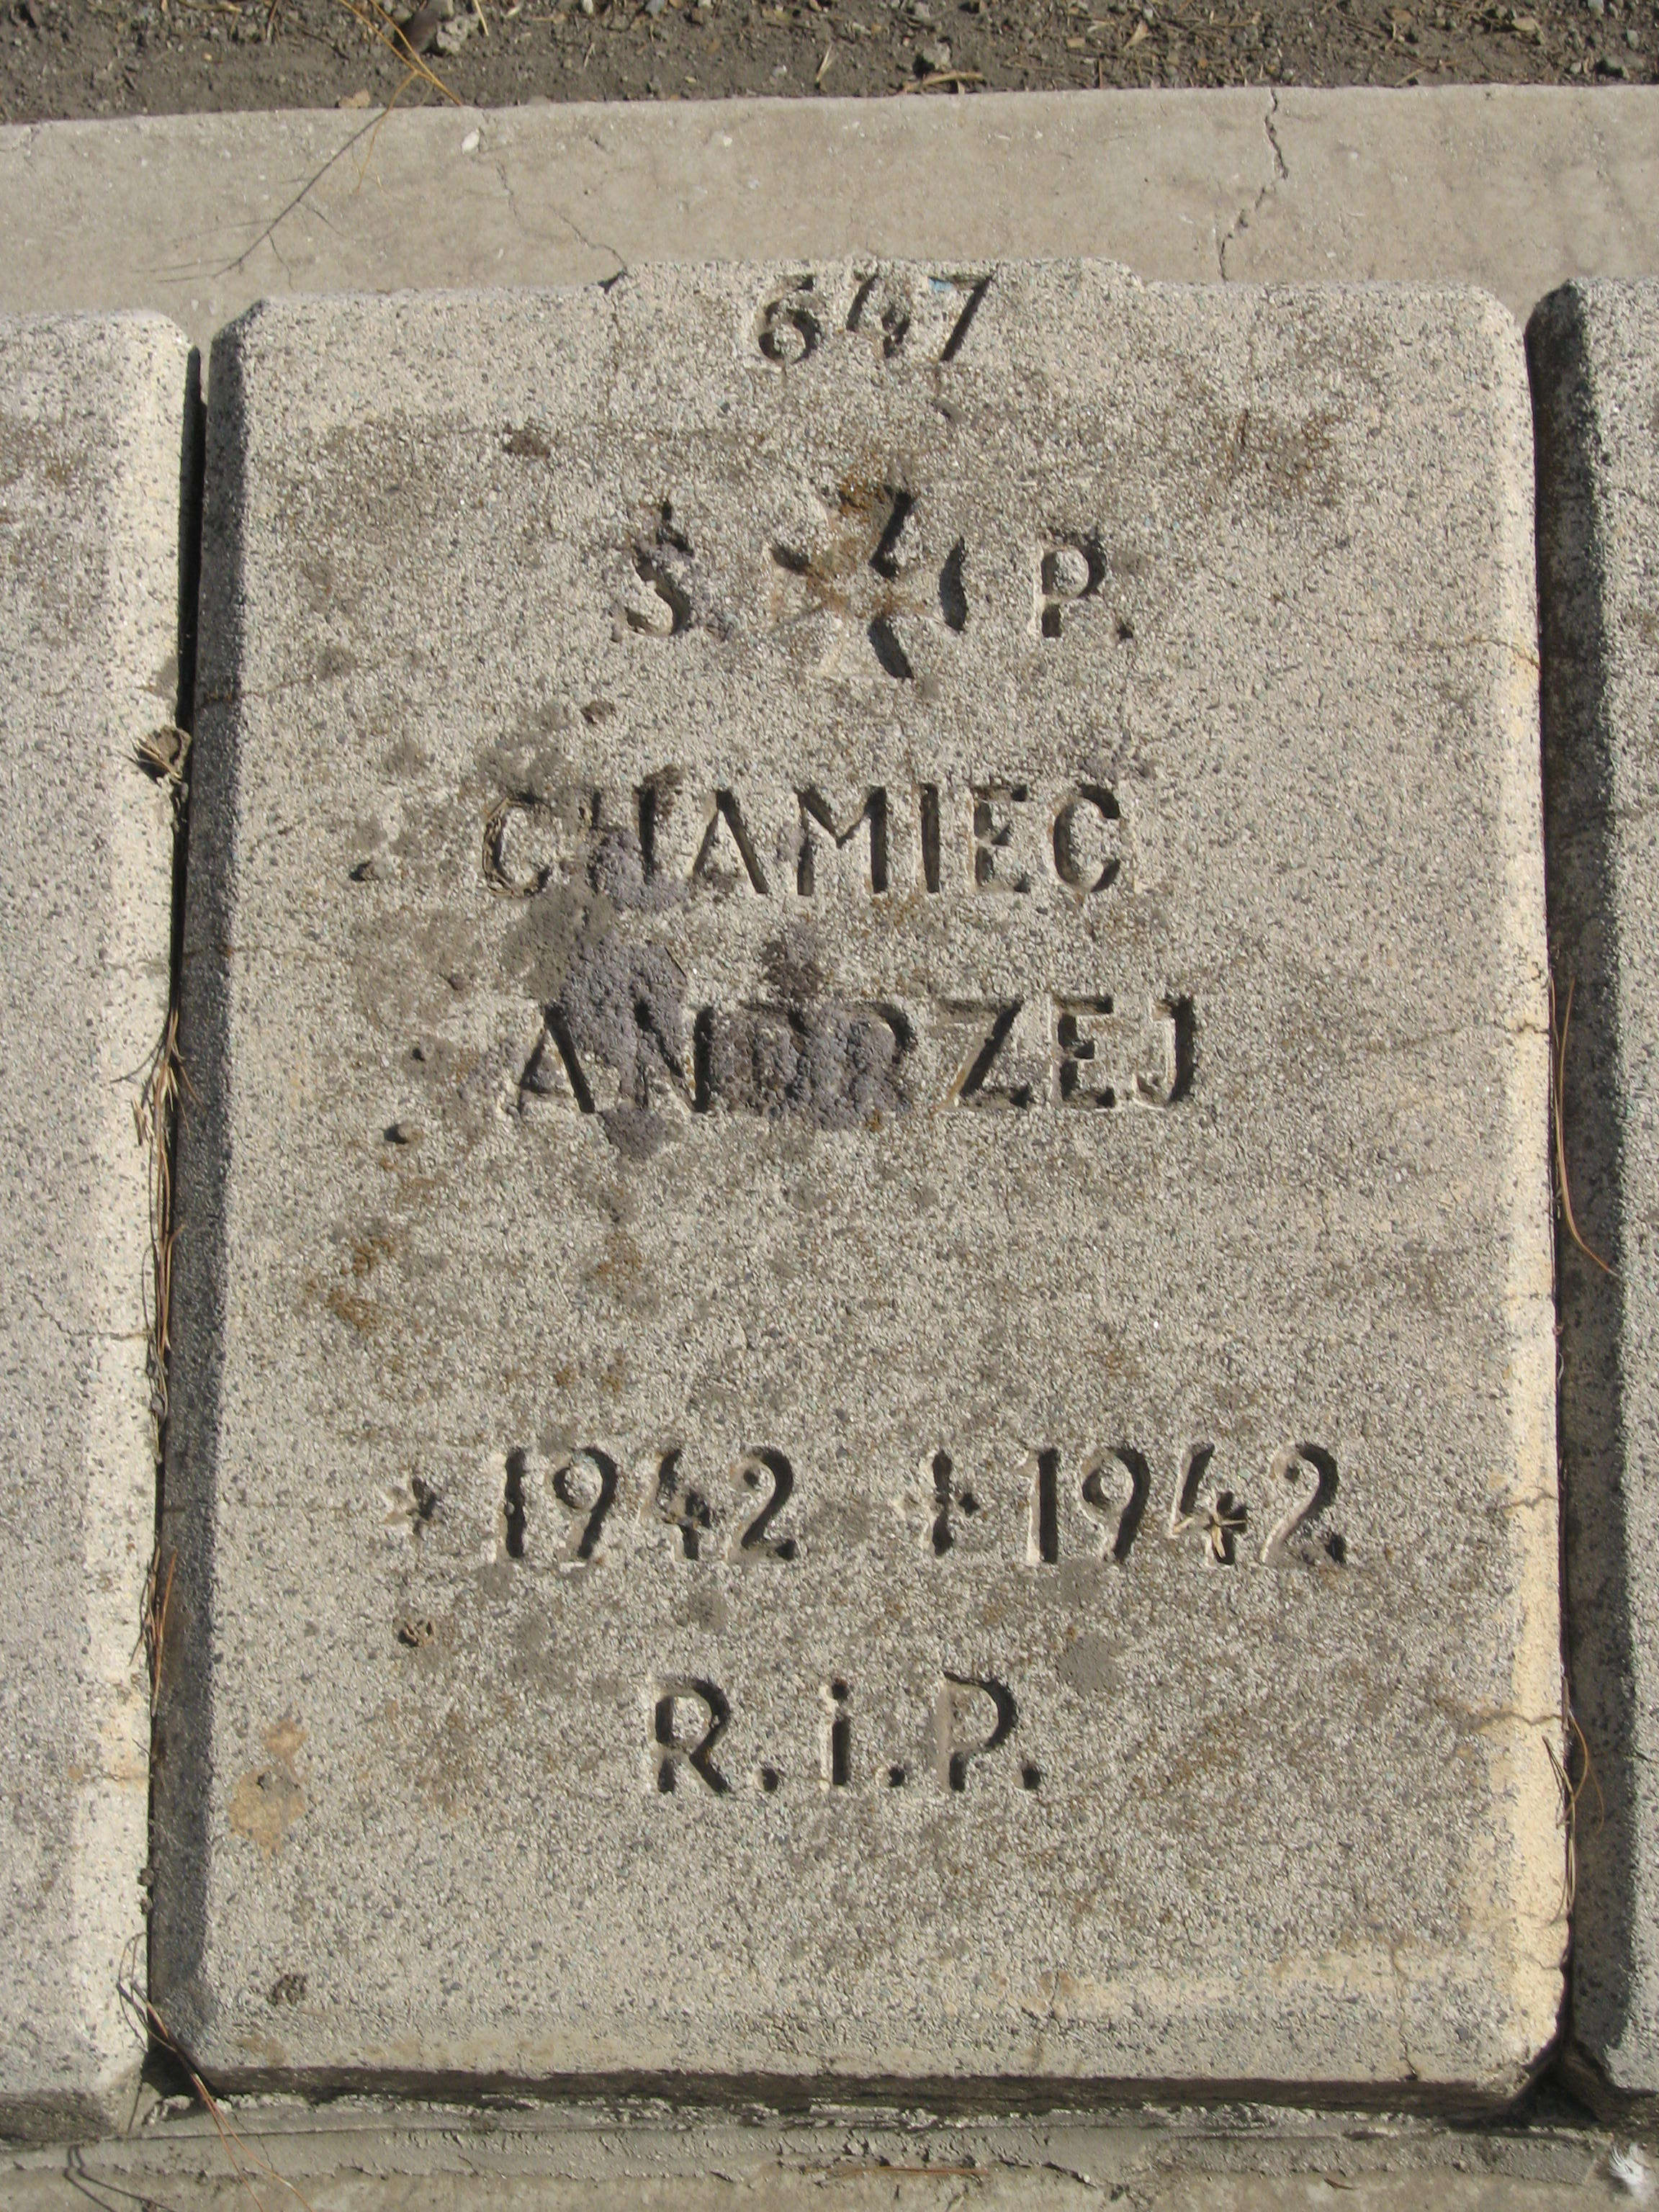 647
Ś. P.
CHAMIEC
ANDRZEJ
* 1942 + 1942
R.i.P.